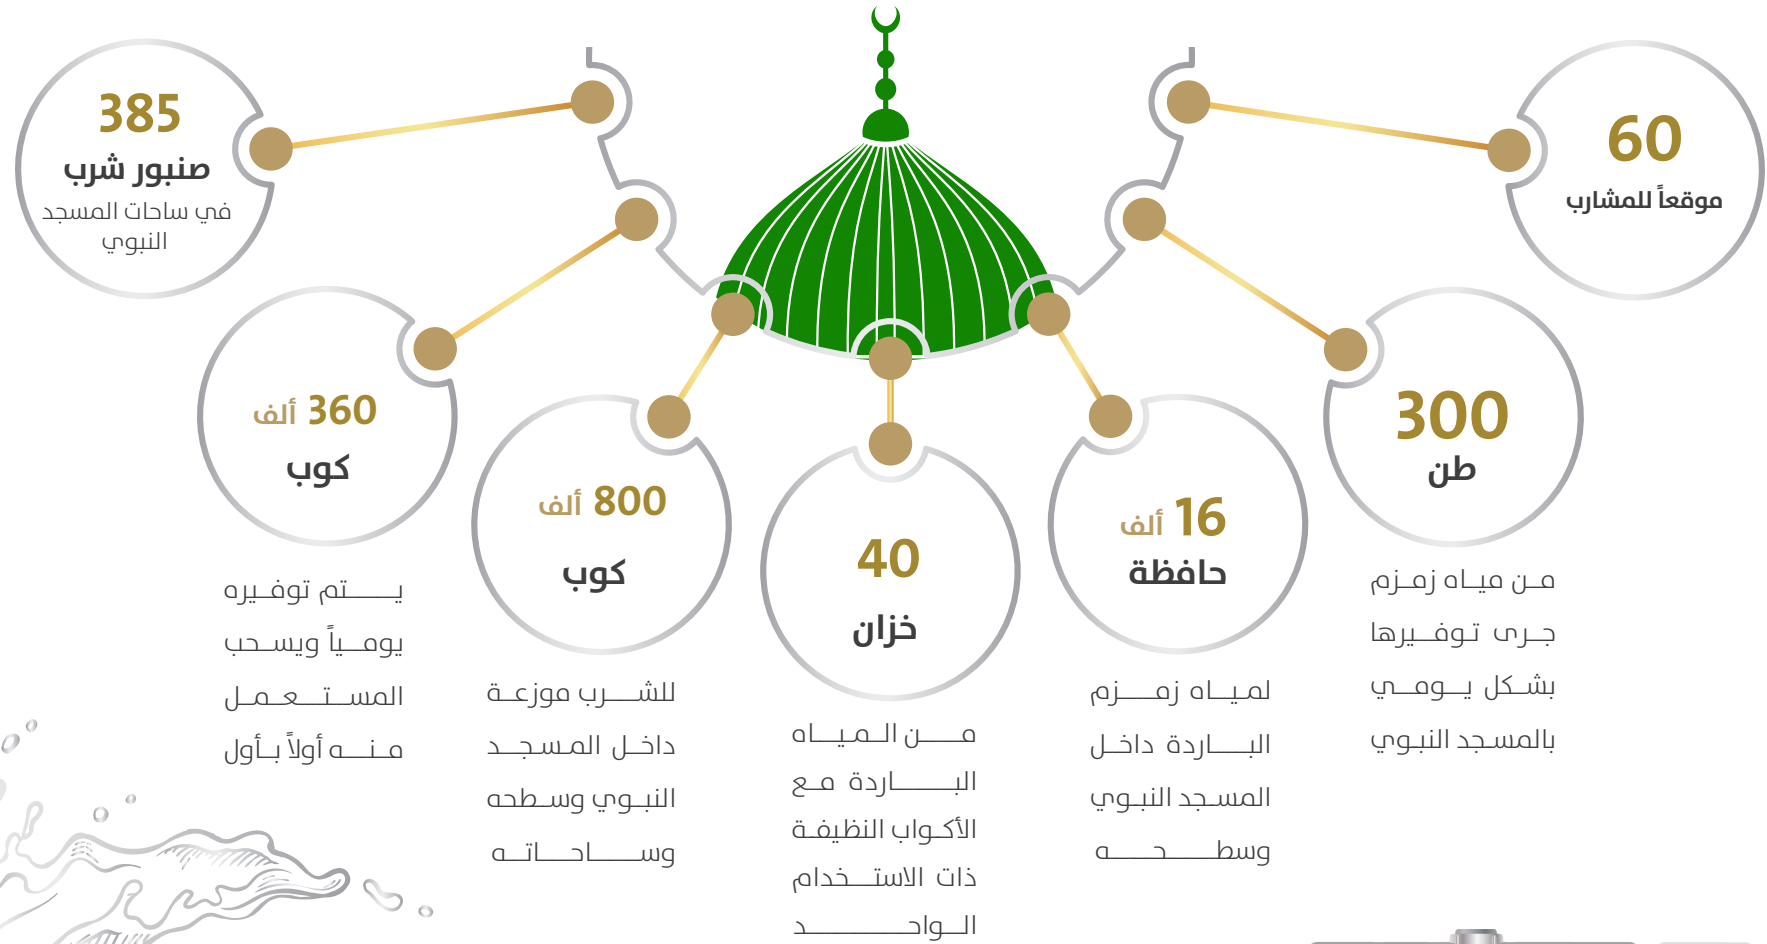 60
موقعاً للمشارب
300
طن
من مياه زمزم
جرى توفيرها
بشكل يومي
بالمسجد النبوي
16 ألف
حافظة
لمياه زمزم
الباردة داخل
المسجد النبوي
وسطحه
40
خزان
من المياه
الباردة مع
الأكواب النظيفة
ذات الاستخدام
الواحد
800 ألف
كوب
للشرب موزعة
داخل المسجد
النبوي وسطحه
وساحاته
360 ألف
كوب
يتم توفيره
يومياً ويسحب
المستعمل
منه أولاً بأول
385
صنبور شرب
في ساحات المسجد
النبوي